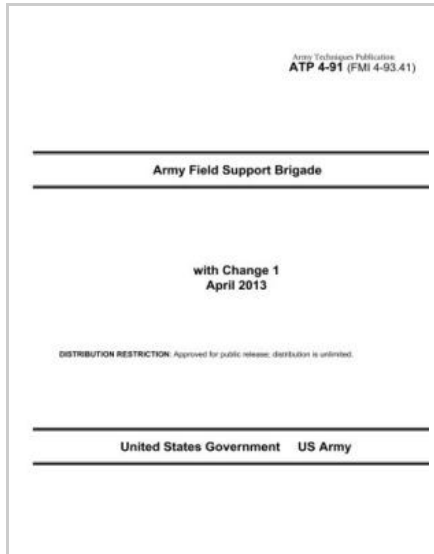 Army Techniques Publication
ATP 4-91 (FMI 4-93.41)
Army Field Support Brigade
with Change 1
April 2013
DISTRIBUTION RESTRICTION: Approved for public release; distribution is unlimited.
United States Government US Army